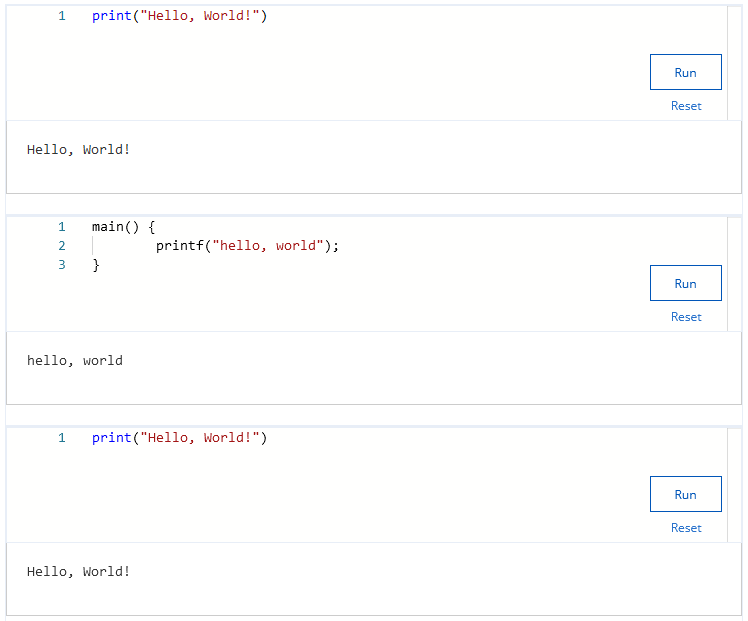 1 print("Hello, World!")
Run
Reset
Hello, World!
1 main() {
2 printf("hello, world");
3 }
Run
Reset
hello, world
1 print("Hello, World!")
Run
Reset
Hello, World!